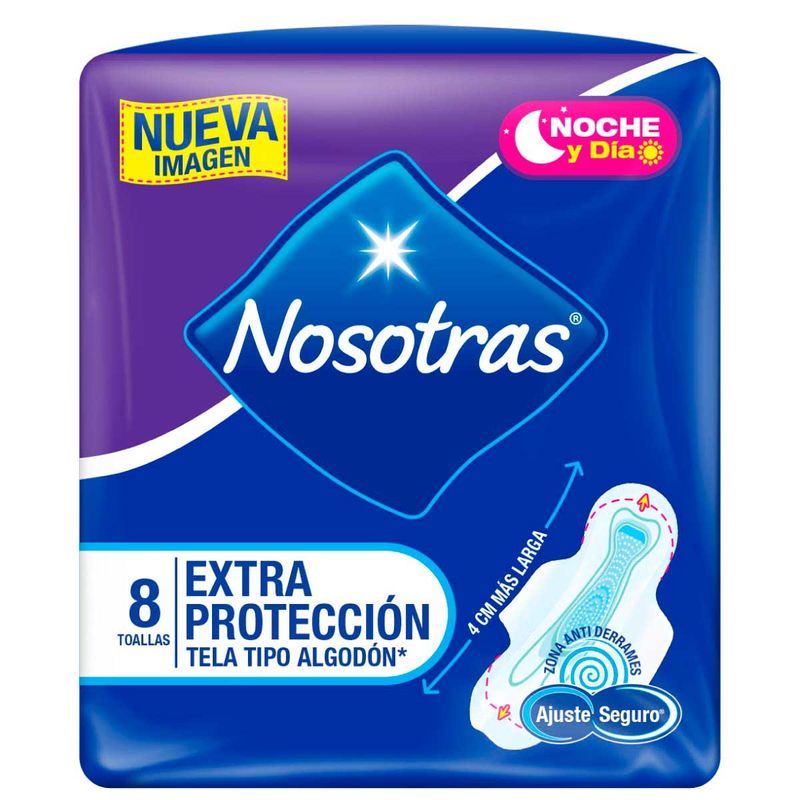 NUEVA
IMAGEN
NOCHE
y Día
Nosotras®
8
TOALLAS
EXTRA
PROTECCIÓN
TELA TIPO ALGODÓN*
4 CM MÁS LARGA
ZONA ANTI DERRAMES
Ajuste Seguro®